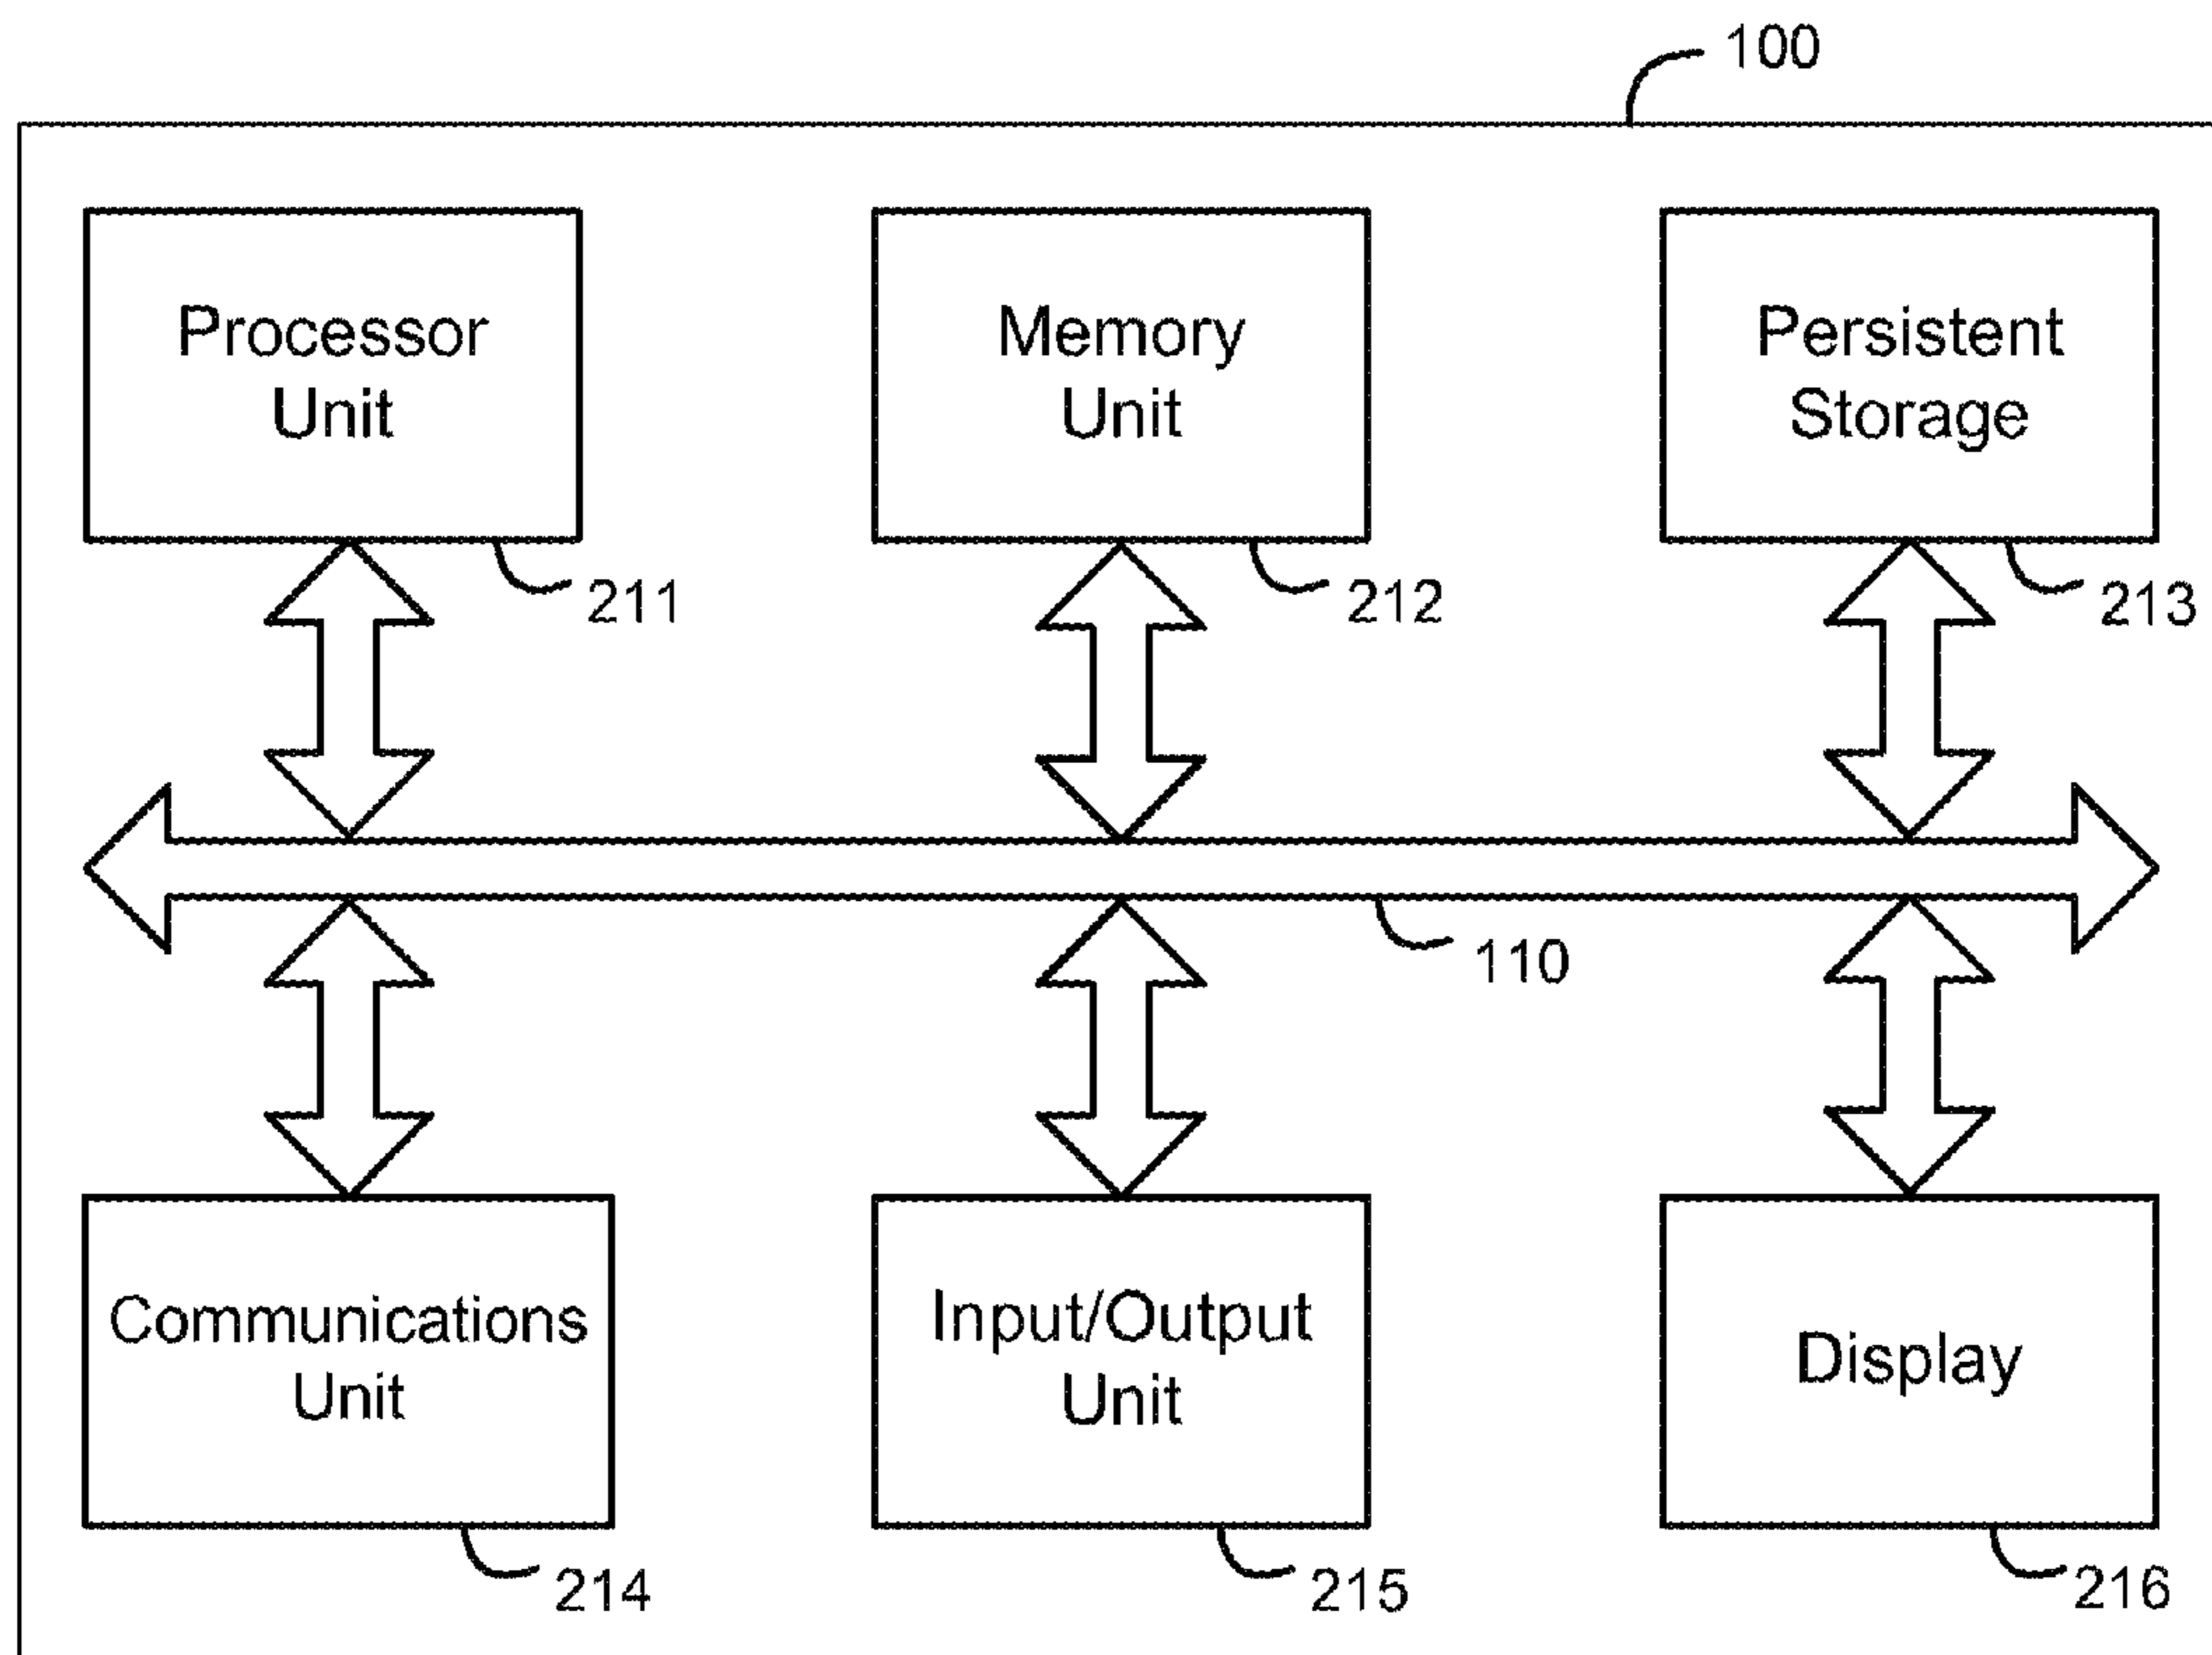 100
Processor
Unit
Memory
Unit
Persistent
Storage
211
212
213
110
Communications
Unit
Input/Output
Unit
Display
214
215
216